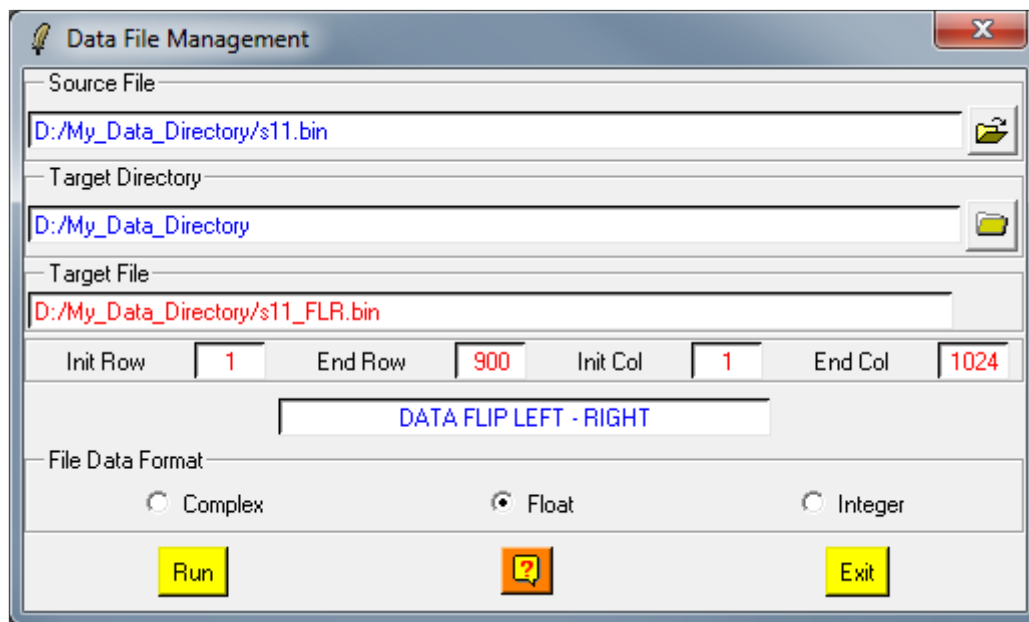 Data File Management
Source File
D:/My_Data_Directory/s11.bin
Target Directory
D:/My_Data_Directory
Target File
D:/My_Data_Directory/s11_FLR.bin
Init Row 1 End Row 900 Init Col 1 End Col 1024
DATA FLIP LEFT - RIGHT
File Data Format
Complex Float Integer
Run ? Exit